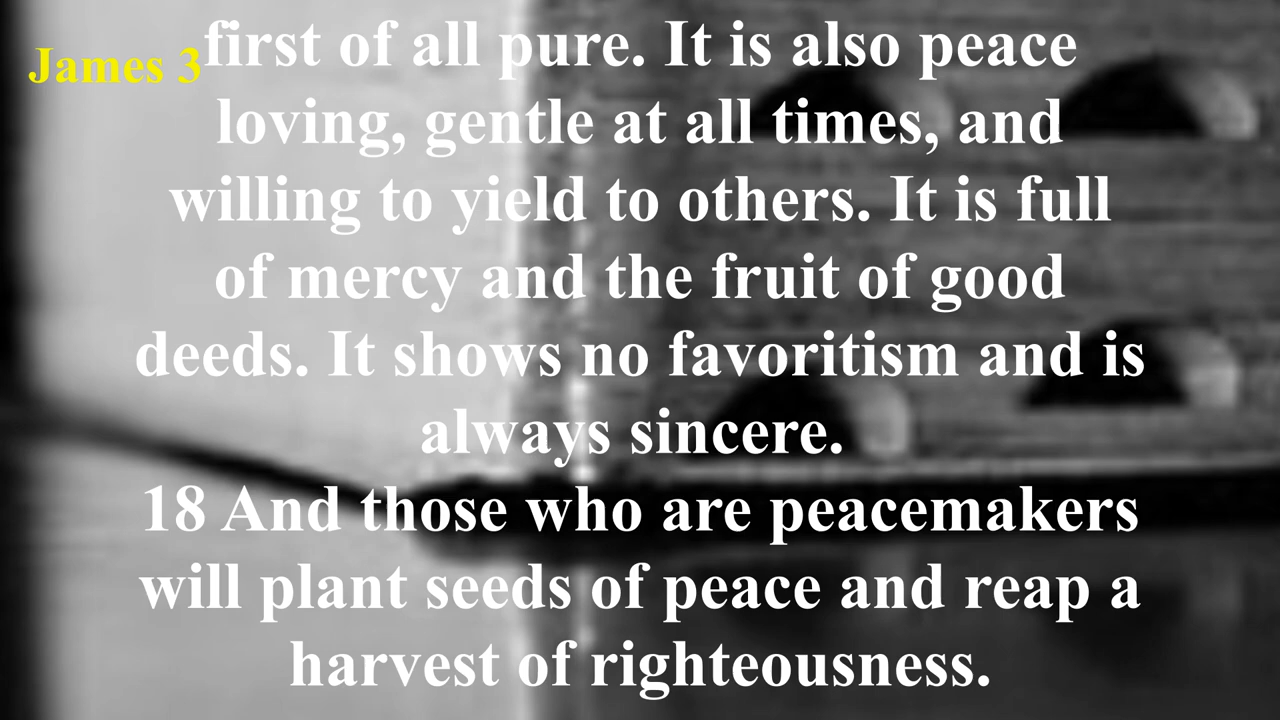 James 3
first of all pure. It is also peace
loving, gentle at all times, and
willing to yield to others. It is full
of mercy and the fruit of good
deeds. It shows no favoritism and is
always sincere.
18 And those who are peacemakers
will plant seeds of peace and reap a
harvest of righteousness.